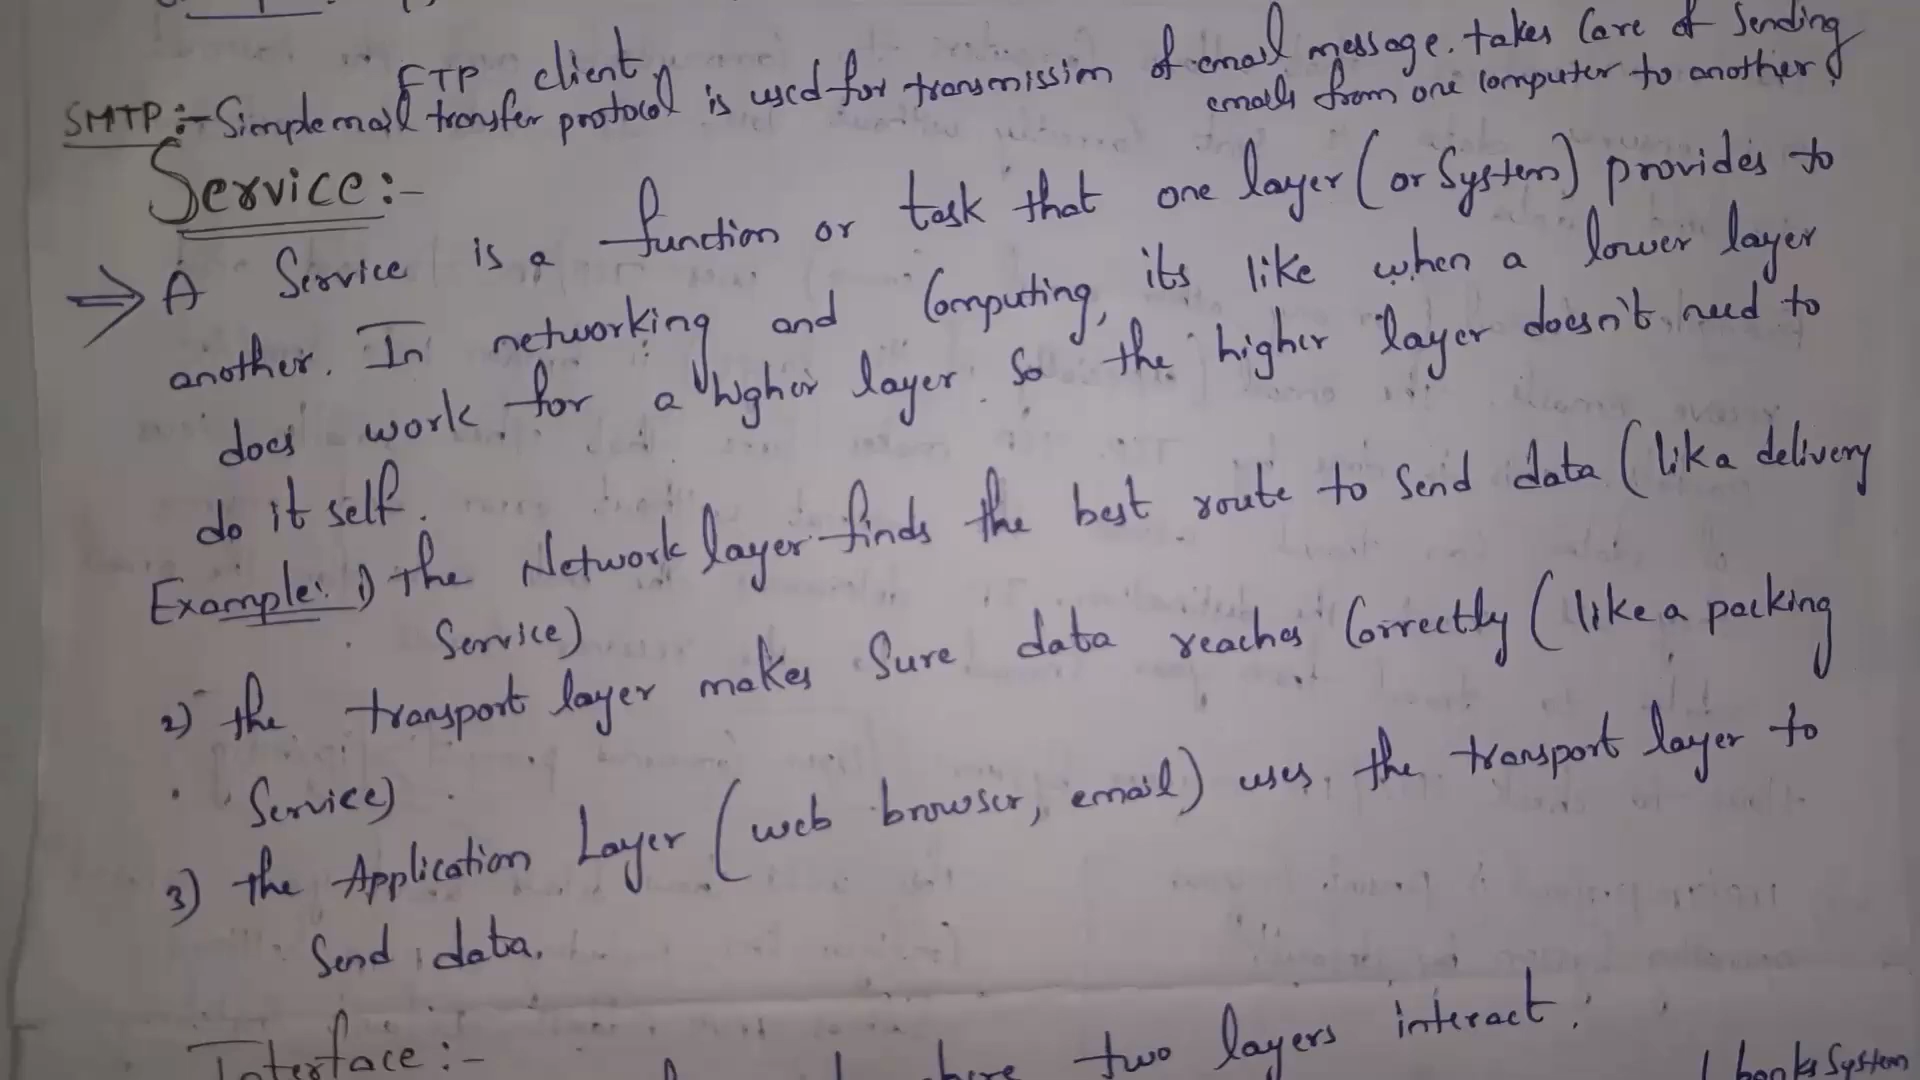 FTP client,
SMTP :- Simple mail transfer protocol is used for transmission of email message. takes care of sending
emails from one computer to another.
Service:-
⇒ A Service is a function or task that one layer (or System) provides to
another. In networking and Computing, its like when a lower layer
does work for a higher layer. So the higher layer doesn't need to
do it self.
Example: 1) the Network layer finds the best route to Send data (like a delivery
Service)
2) the transport layer makes Sure data reaches Correctly (like a packing
Service)
3) the Application Layer (web browser, email) uses the transport layer to
Send data.
Interface :-
two layers interact.
banks System